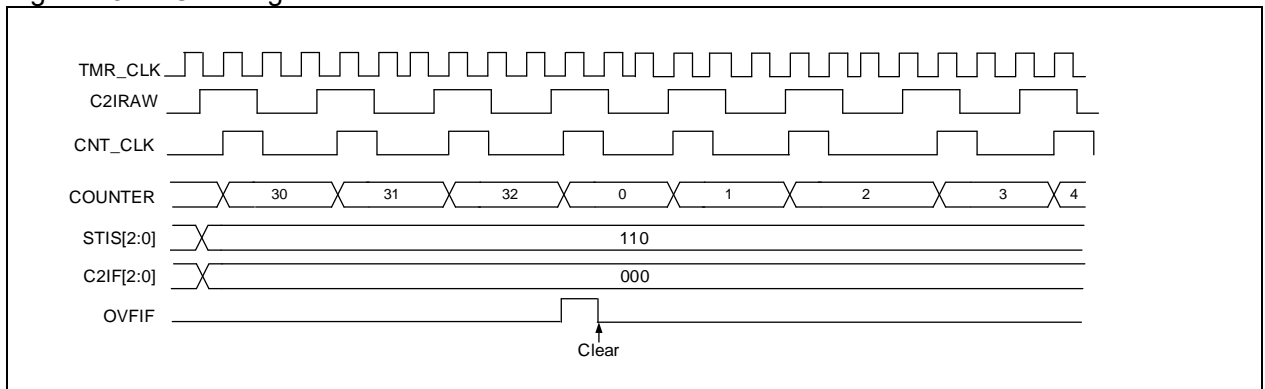 TMR_CLK
C2IRAW
CNT_CLK
COUNTER 30 31 32 0 1 2 3 4
STIS[2:0] 110
C2IF[2:0] 000
OVFIF
Clear